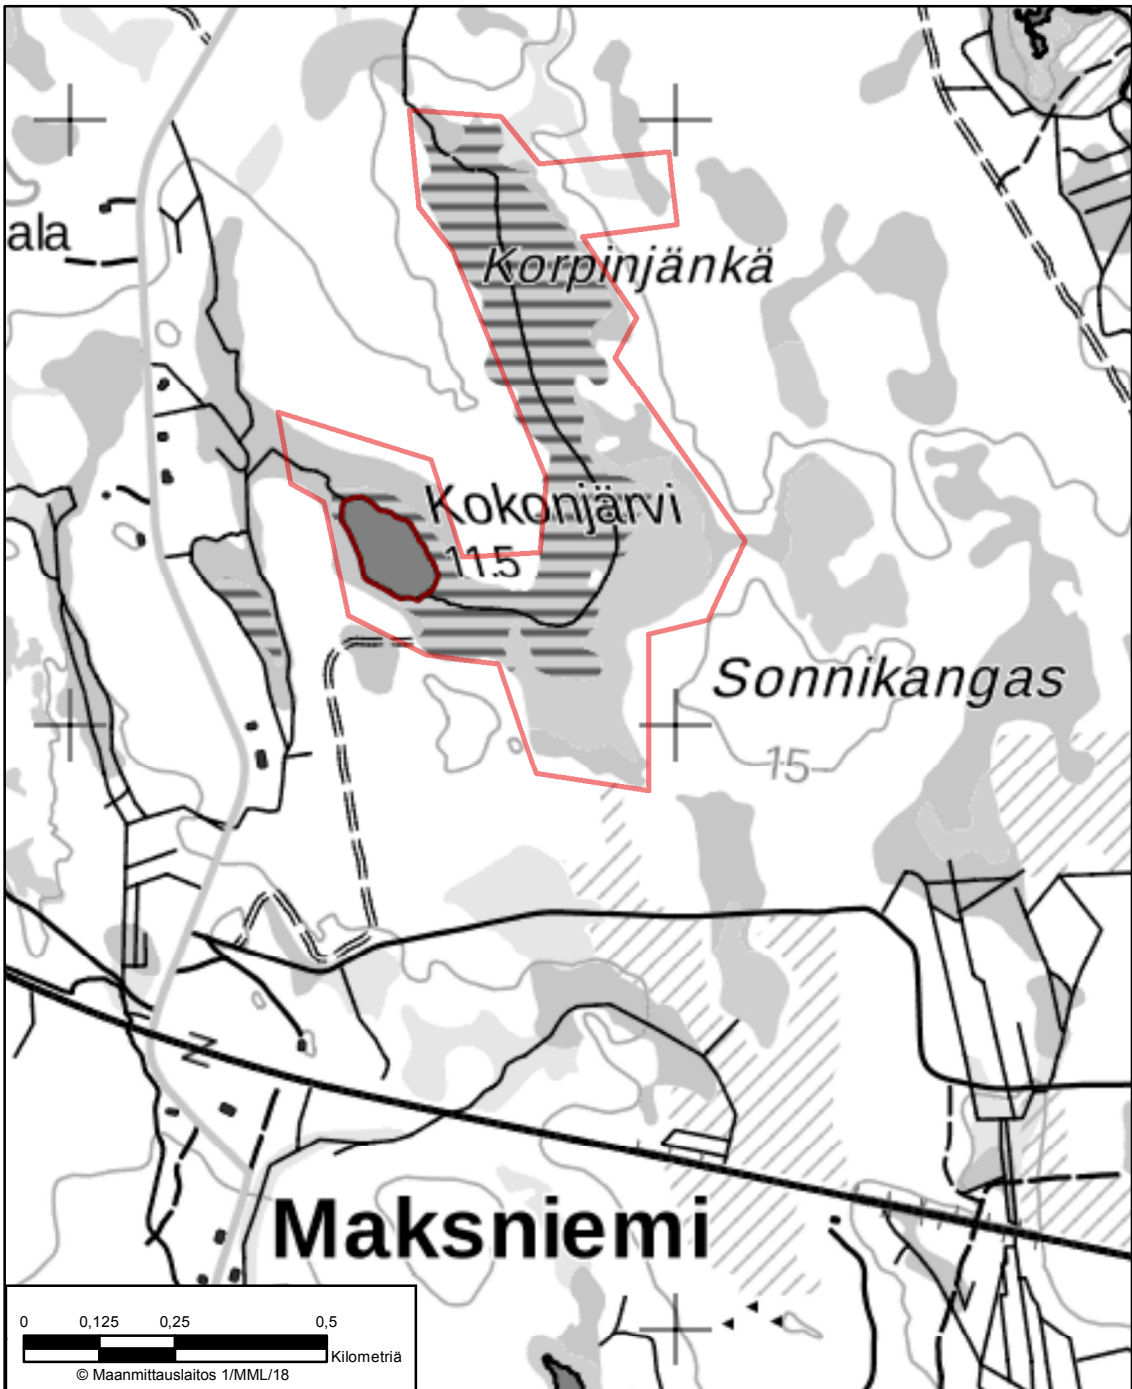 ala
Korpinjänkä
Kokonjärvi
11.5
Sonnikangas
15
Maksniemi
0 0,125 0,25 0,5
Kilometriä
© Maanmittauslaitos 1/MML/18